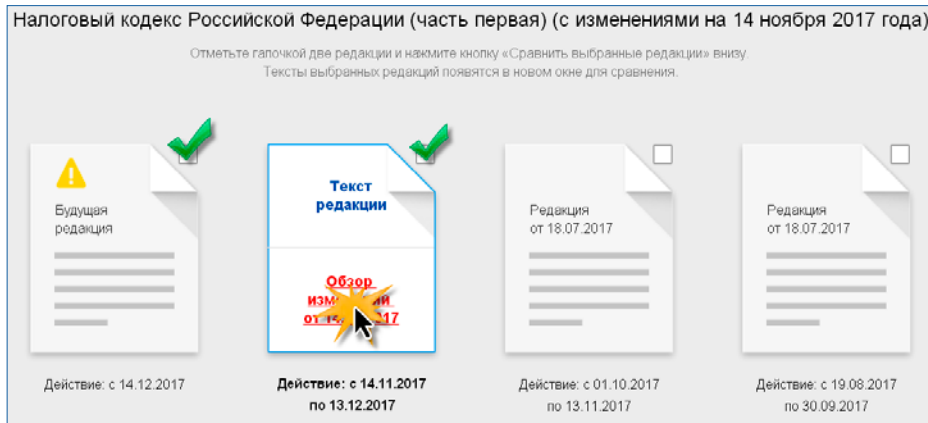 Налоговый кодекс Российской Федерации (часть первая) (с изменениями на 14 ноября 2017 года)
Отметьте галочкой две редакции и нажмите кнопку «Сравнить выбранные редакции» внизу.
Тексты выбранных редакций появятся в новом окне для сравнения.
Будущая
редакция
Действие: с 14.12.2017
Текст
редакции
Обзор
от
Действие: с 14.11.2017
по 13.12.2017
Редакция
от 18.07.2017
Действие: с 01.10.2017
по 13.11.2017
Редакция
от 18.07.2017
Действие: с 19.08.2017
по 30.09.2017